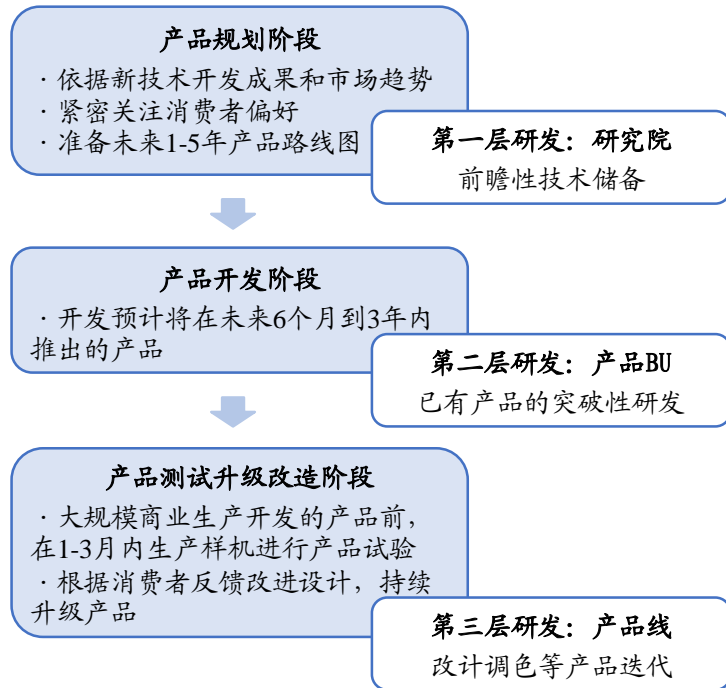 产品规划阶段
· 依据新技术开发成果和市场趋势
· 紧密关注消费者偏好
· 准备未来1-5年产品路线图
第一层研发：研究院
前瞻性技术储备
产品开发阶段
· 开发预计将在未来6个月到3年内
推出的产品
第二层研发：产品BU
已有产品的突破性研发
产品测试升级改造阶段
· 大规模商业生产开发的产品前，
在1-3月内生产样机进行产品试验
· 根据消费者反馈改进设计，持续
升级产品
第三层研发：产品线
改计调色等产品迭代